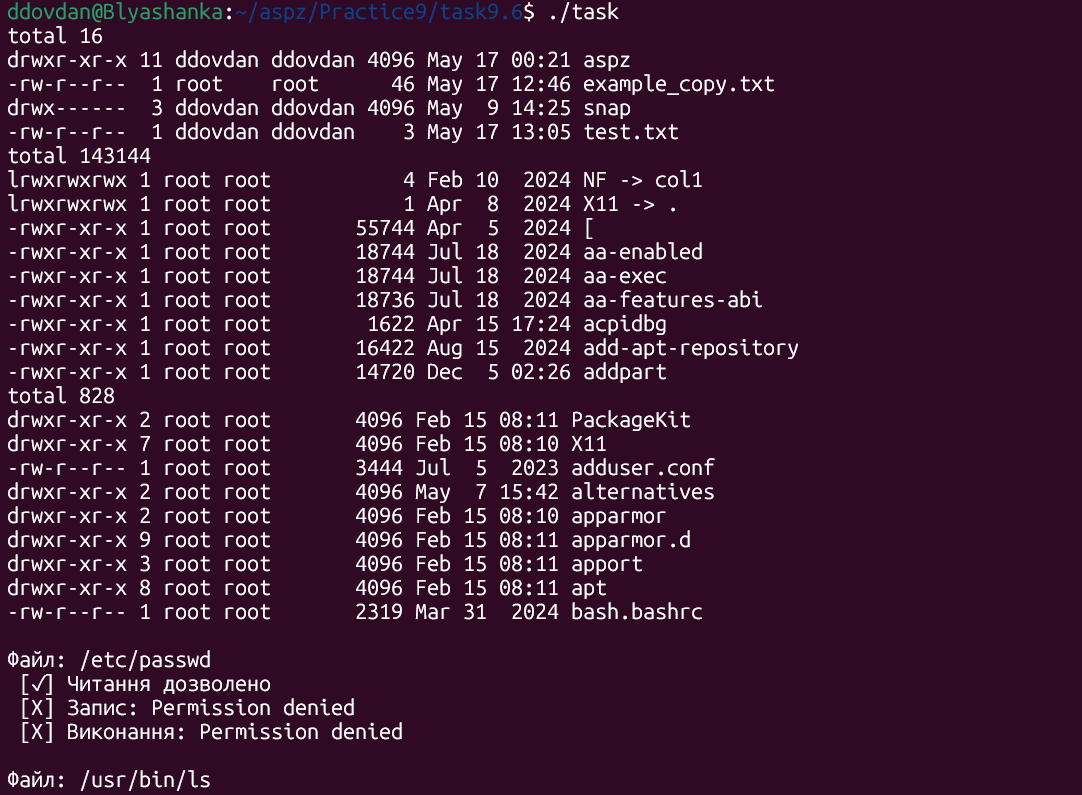 ddovdan@Blyashanka:~/aspz/Practice9/task9.6$ ./task
total 16
drwxr-xr-x 11 ddovdan ddovdan 4096 May 17 00:21 aspz
-rw-r--r--  1 root    root      46 May 17 12:46 example_copy.txt
drwx------  3 ddovdan ddovdan 4096 May  9 14:25 snap
-rw-r--r--  1 ddovdan ddovdan    3 May 17 13:05 test.txt
total 143144
lrwxrwxrwx 1 root root           4 Feb 10  2024 NF -> col1
lrwxrwxrwx 1 root root           1 Apr  8  2024 X11 -> .
-rwxr-xr-x 1 root root       55744 Apr  5  2024 [
-rwxr-xr-x 1 root root       18744 Jul 18  2024 aa-enabled
-rwxr-xr-x 1 root root       18744 Jul 18  2024 aa-exec
-rwxr-xr-x 1 root root       18736 Jul 18  2024 aa-features-abi
-rwxr-xr-x 1 root root        1622 Apr 15 17:24 acpidbg
-rwxr-xr-x 1 root root       16422 Aug 15  2024 add-apt-repository
-rwxr-xr-x 1 root root       14720 Dec  5 02:26 addpart
total 828
drwxr-xr-x 2 root root       4096 Feb 15 08:11 PackageKit
drwxr-xr-x 7 root root       4096 Feb 15 08:10 X11
-rw-r--r-- 1 root root       3444 Jul  5  2023 adduser.conf
drwxr-xr-x 2 root root       4096 May  7 15:42 alternatives
drwxr-xr-x 2 root root       4096 Feb 15 08:10 apparmor
drwxr-xr-x 9 root root       4096 Feb 15 08:11 apparmor.d
drwxr-xr-x 3 root root       4096 Feb 15 08:11 apport
drwxr-xr-x 8 root root       4096 Feb 15 08:11 apt
-rw-r--r-- 1 root root       2319 Mar 31  2024 bash.bashrc
Файл: /etc/passwd
[✓] Читання дозволено
[X] Запис: Permission denied
[X] Виконання: Permission denied
Файл: /usr/bin/ls